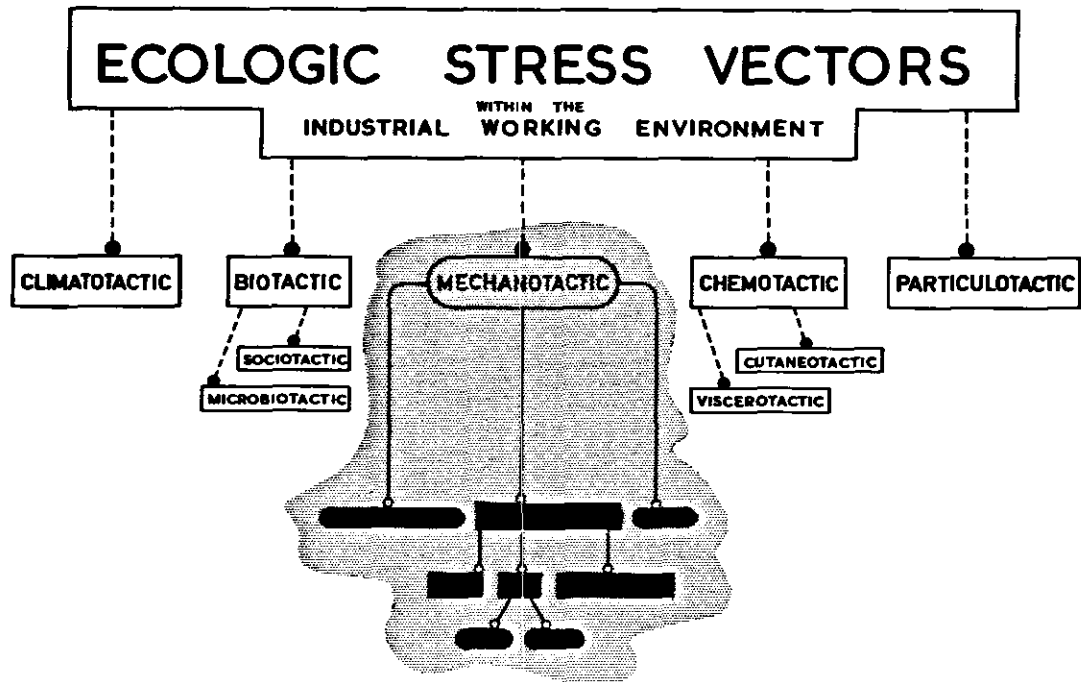 ECOLOGIC STRESS VECTORS
WITHIN THE
INDUSTRIAL WORKING ENVIRONMENT
CLIMATOTACTIC
BIOTACTIC
MECHANOTACTIC
CHEMOTACTIC
PARTICULOTACTIC
SOCIOTACTIC
CUTANEOTACTIC
MICROBIOTACTIC
VISCEROTACTIC